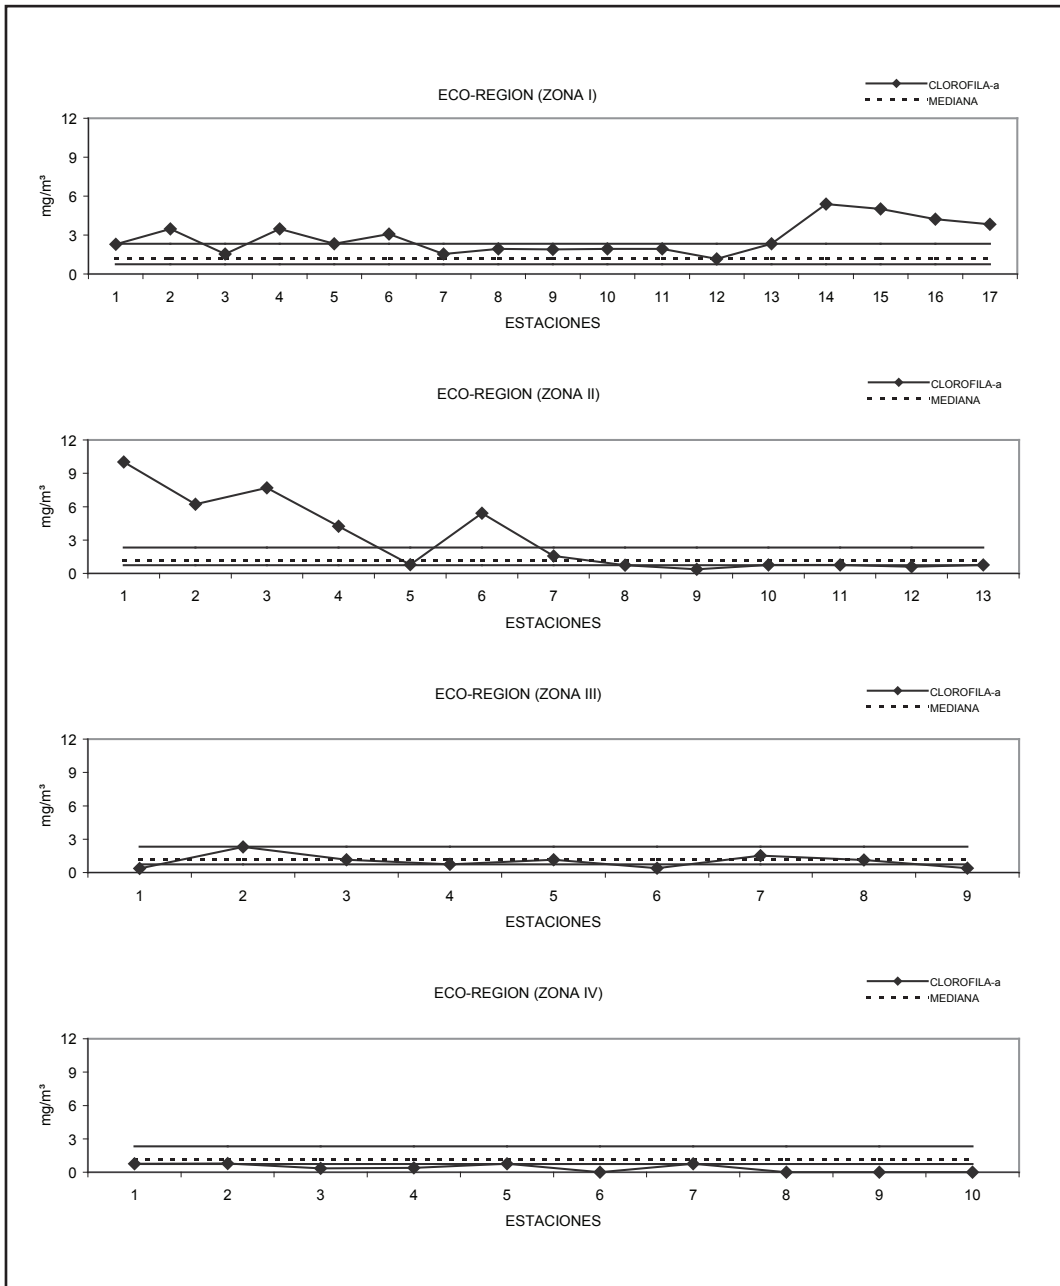 ECO-REGION (ZONA I)
CLOROFILA-a
MEDIANA
mg/m³
12
9
6
3
0
1 2 3 4 5 6 7 8 9 10 11 12 13 14 15 16 17
ESTACIONES
ECO-REGION (ZONA II)
CLOROFILA-a
MEDIANA
mg/m³
12
9
6
3
0
1 2 3 4 5 6 7 8 9 10 11 12 13
ESTACIONES
ECO-REGION (ZONA III)
CLOROFILA-a
MEDIANA
mg/m³
12
9
6
3
0
1 2 3 4 5 6 7 8 9
ESTACIONES
ECO-REGION (ZONA IV)
CLOROFILA-a
MEDIANA
mg/m³
12
9
6
3
0
1 2 3 4 5 6 7 8 9 10
ESTACIONES